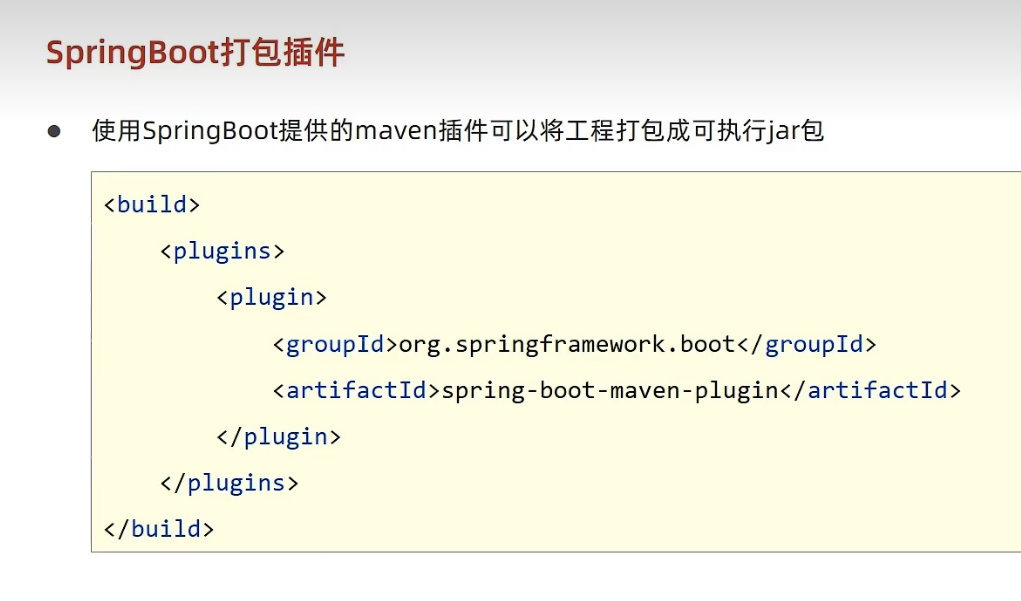 SpringBoot打包插件
● 使用SpringBoot提供的maven插件可以将工程打包成可执行jar包
<build>
    <plugins>
        <plugin>
            <groupId>org.springframework.boot</groupId>
            <artifactId>spring-boot-maven-plugin</artifactId>
        </plugin>
    </plugins>
</build>